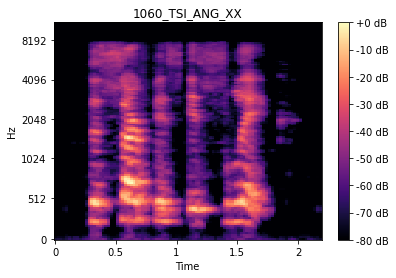 1060_TSI_ANG_XX
8192
4096
2048
1024
512
0
Hz
0
0.5
1
1.5
2
Time
+0 dB
-10 dB
-20 dB
-30 dB
-40 dB
-50 dB
-60 dB
-70 dB
-80 dB